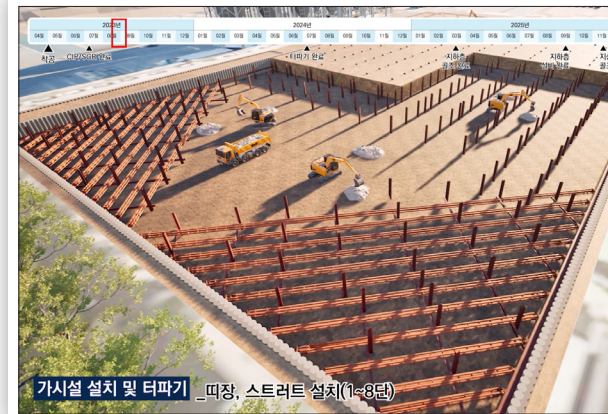 2023년 2024년 2025년
04월 05월 06월 07월 08월 09월 10월 11월 12월 01월 02월 03월 04월 05월 06월 07월 08월 09월 10월 11월 12월 01월 02월 03월 04월 05월 06월 07월 08월 09월 10월 11월
착공 CIP/SGR 완료 터파기 완료 지하층 지하층
완료
가시설 설치 및 터파기 _띠장, 스트러트 설치(1~8단)